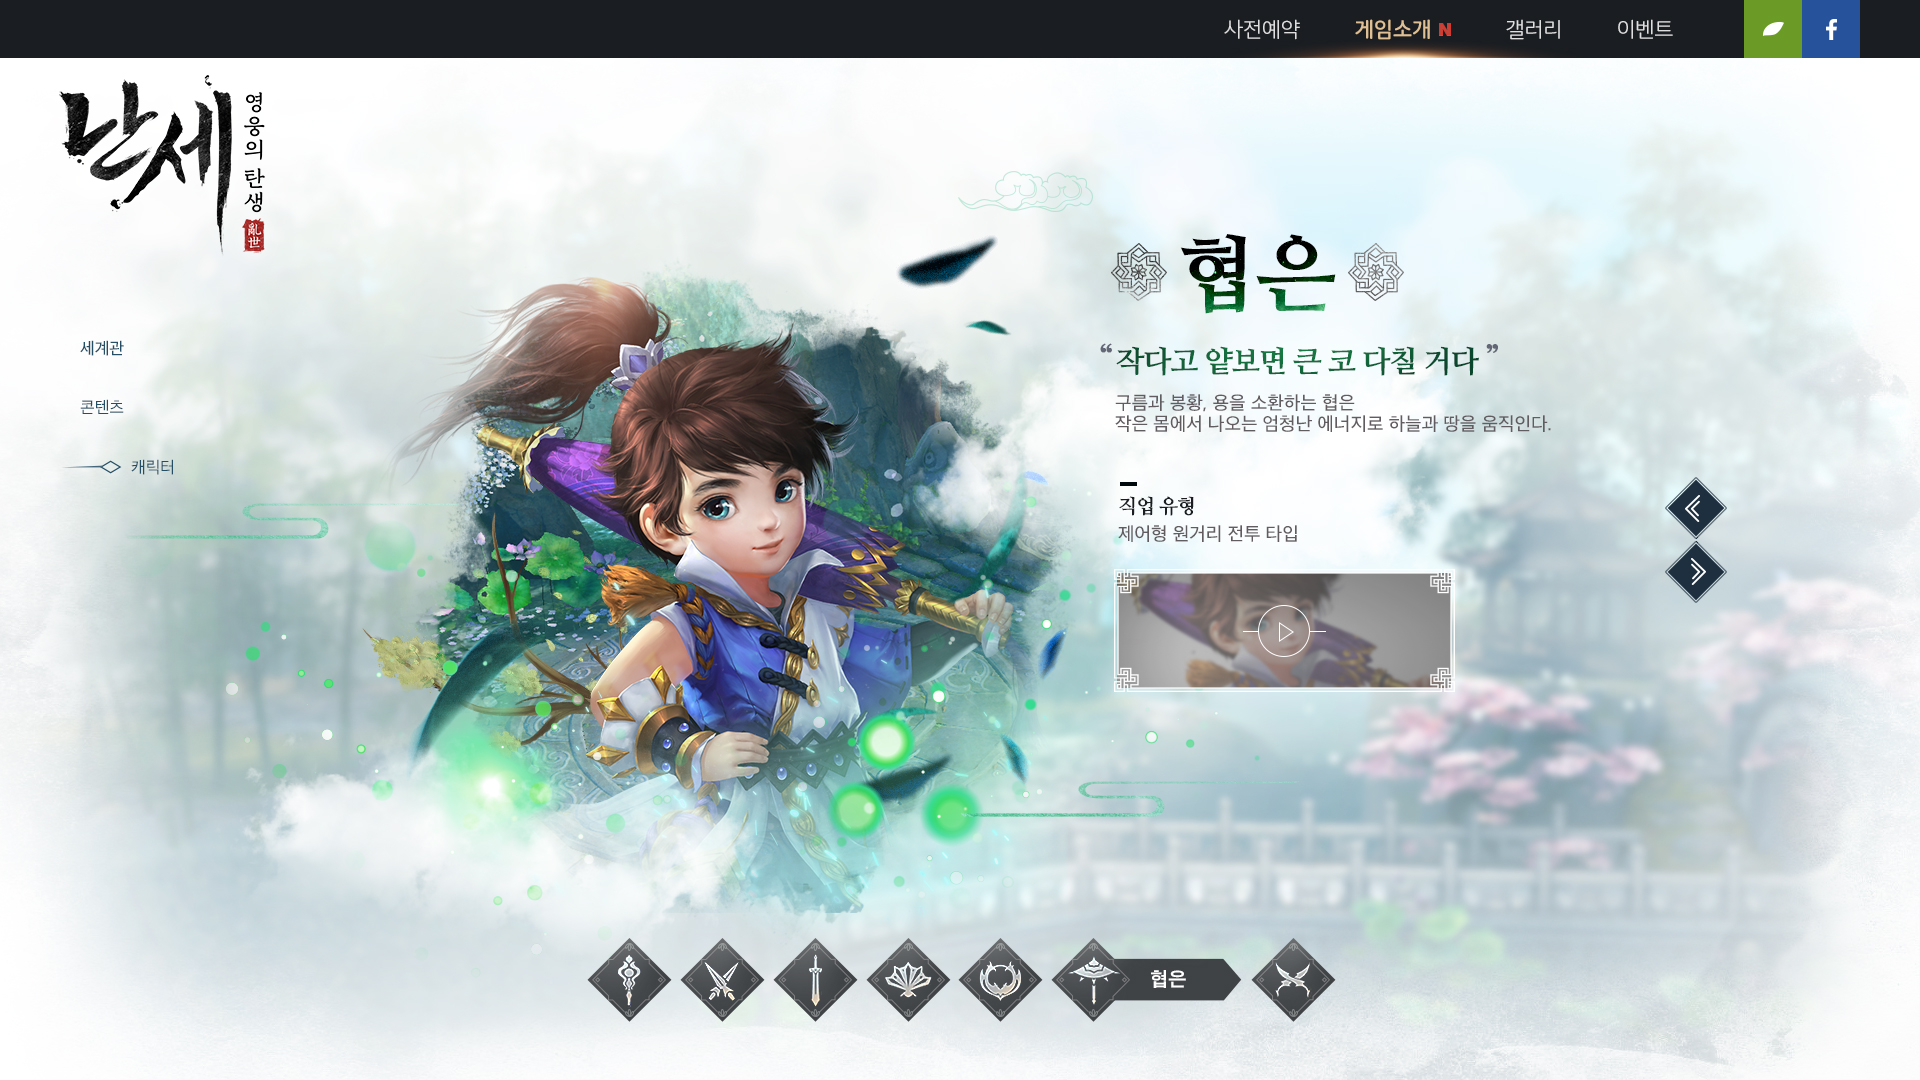 사전예약
게임소개 N
갤러리
이벤트
난세
영웅의 탄생
亂世
세계관
콘텐츠
캐릭터
협은
“작다고 얕보면 큰 코 다칠 거다”
구름과 봉황, 용을 소환하는 협은
작은 몸에서 나오는 엄청난 에너지로 하늘과 땅을 움직인다.
직업 유형
제어형 원거리 전투 타입
협은